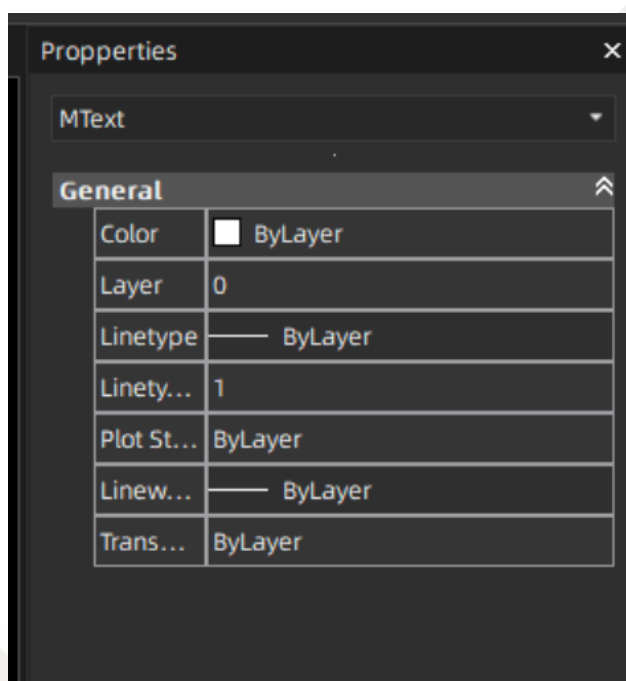 Propperties
MText
General
Color ByLayer
Layer 0
Linetype ByLayer
Linety... 1
Plot St... ByLayer
Linew... ByLayer
Trans... ByLayer